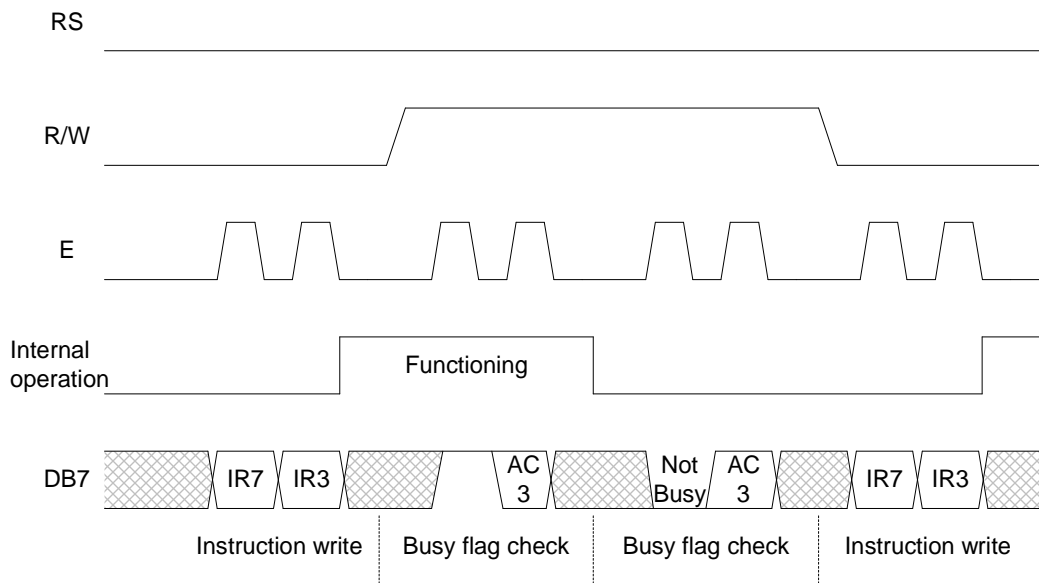 RS
R/W
E
Internal
operation
Functioning
DB7
IR7
IR3
AC
3
Not
Busy
AC
3
IR7
IR3
Instruction write
Busy flag check
Busy flag check
Instruction write